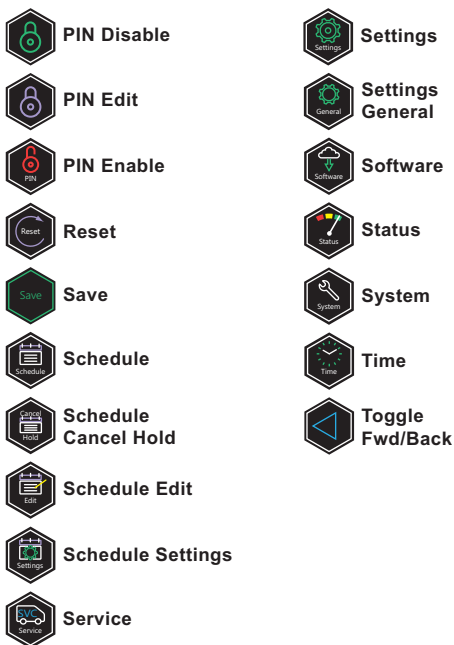 PIN Disable
PIN Edit
PIN
PIN Enable
Reset
Reset
Save
Save
Schedule
Schedule
Cancel
Hold
Schedule
Cancel Hold
Edit
Schedule Edit
Settings
Schedule Settings
SVC
Service
Service
Settings
Settings
General
Settings
General
Software
Software
Status
Status
System
System
Time
Time
Toggle
Fwd/Back